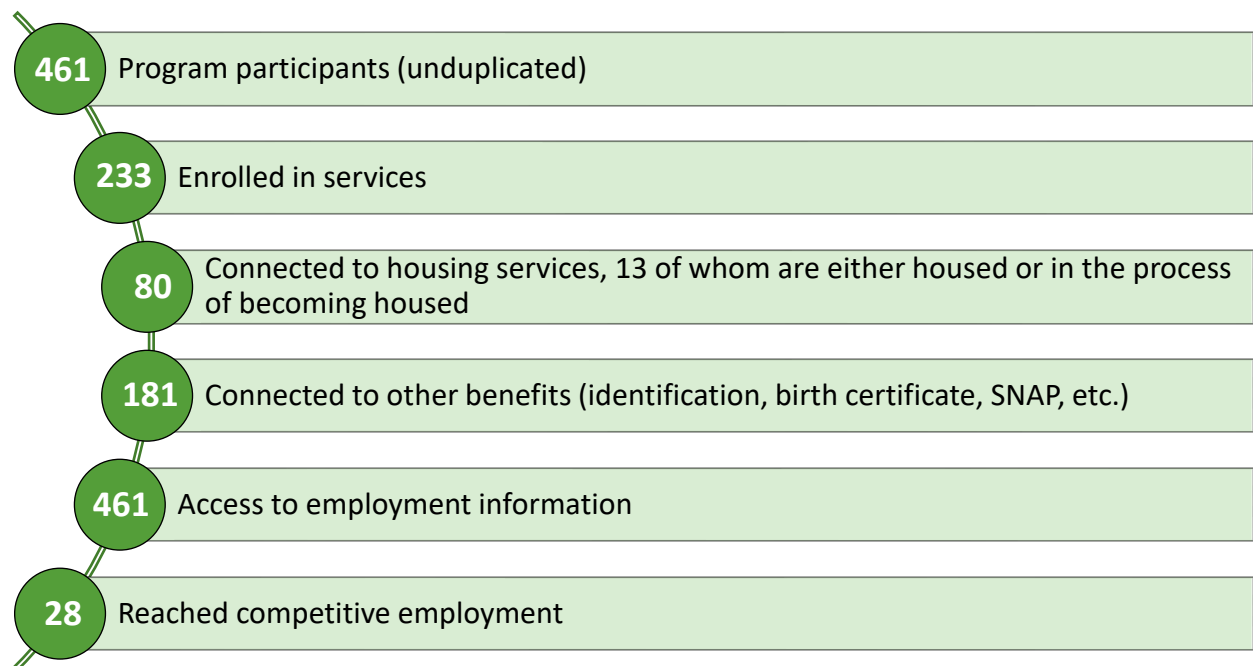 461
Program participants (unduplicated)
233
Enrolled in services
80
Connected to housing services, 13 of whom are either housed or in the process
of becoming housed
181
Connected to other benefits (identification, birth certificate, SNAP, etc.)
461
Access to employment information
28
Reached competitive employment